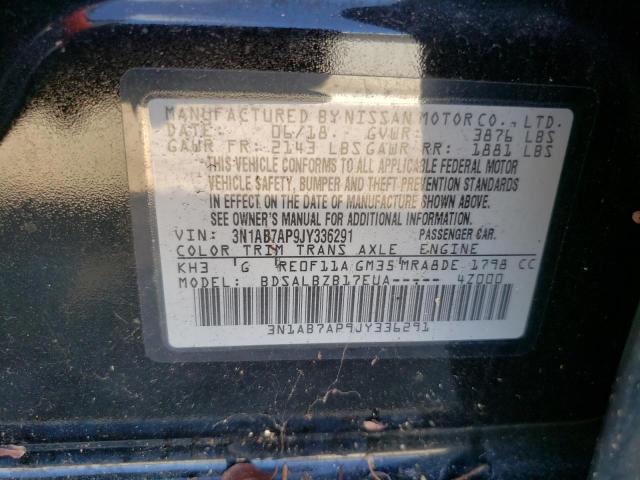 MANUFACTURED BY NISSAN MOTOR CO., LTD.
DATE: 06/18 GVWR: 3876 LBS
GAWR FR: 2143 LBS GAWR RR: 1881 LBS
THIS VEHICLE CONFORMS TO ALL APPLICABLE FEDERAL MOTOR
VEHICLE SAFETY, BUMPER AND THEFT PREVENTION STANDARDS
IN EFFECT ON THE DATE OF MANUFACTURE SHOWN ABOVE.
SEE OWNER'S MANUAL FOR ADDITIONAL INFORMATION.
VIN: 3N1AB7AP9JY336291 PASSENGER CAR.
COLOR TRIM TRANS AXLE ENGINE
KH3 G RE0F11A GM35 MRA8DE 1798 CC
MODEL: BDSALBZB17EUA----- 4Z000
3N1AB7AP9JY336291